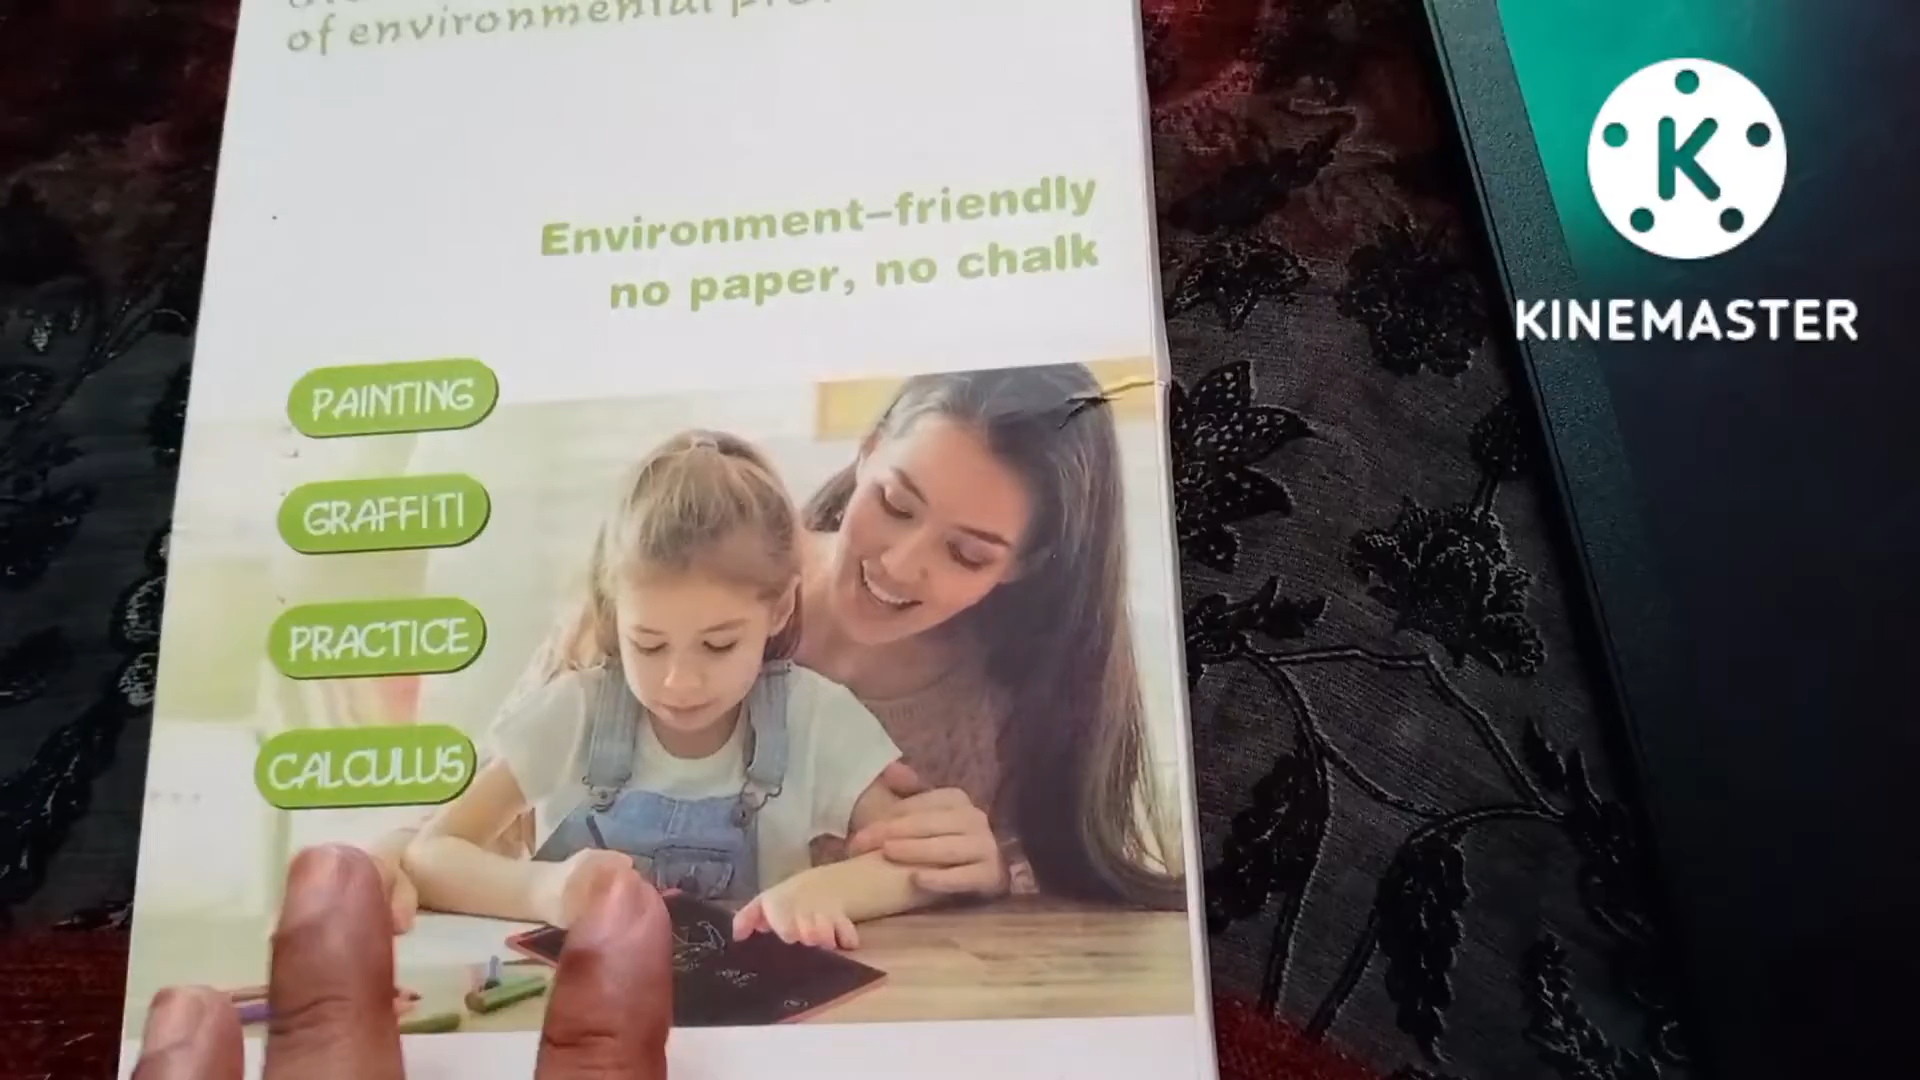 of environmental
Environment-friendly
no paper, no chalk
PAINTING
GRAFFITI
PRACTICE
CALCULUS
K
KINEMASTER